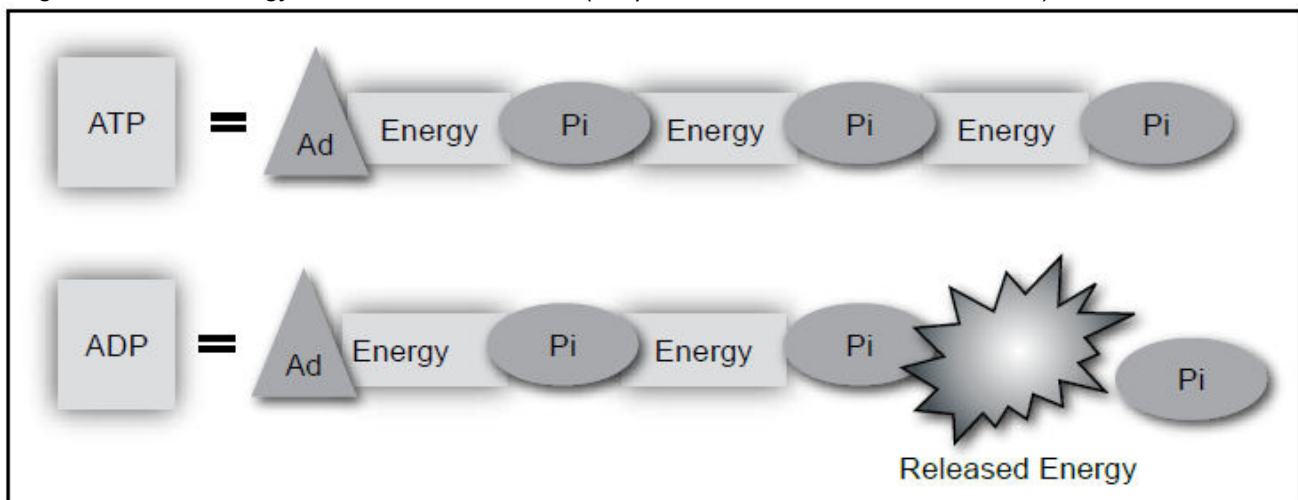 ATP = Ad Energy Pi Energy Pi Energy Pi
ADP = Ad Energy Pi Energy Pi Pi
Released Energy